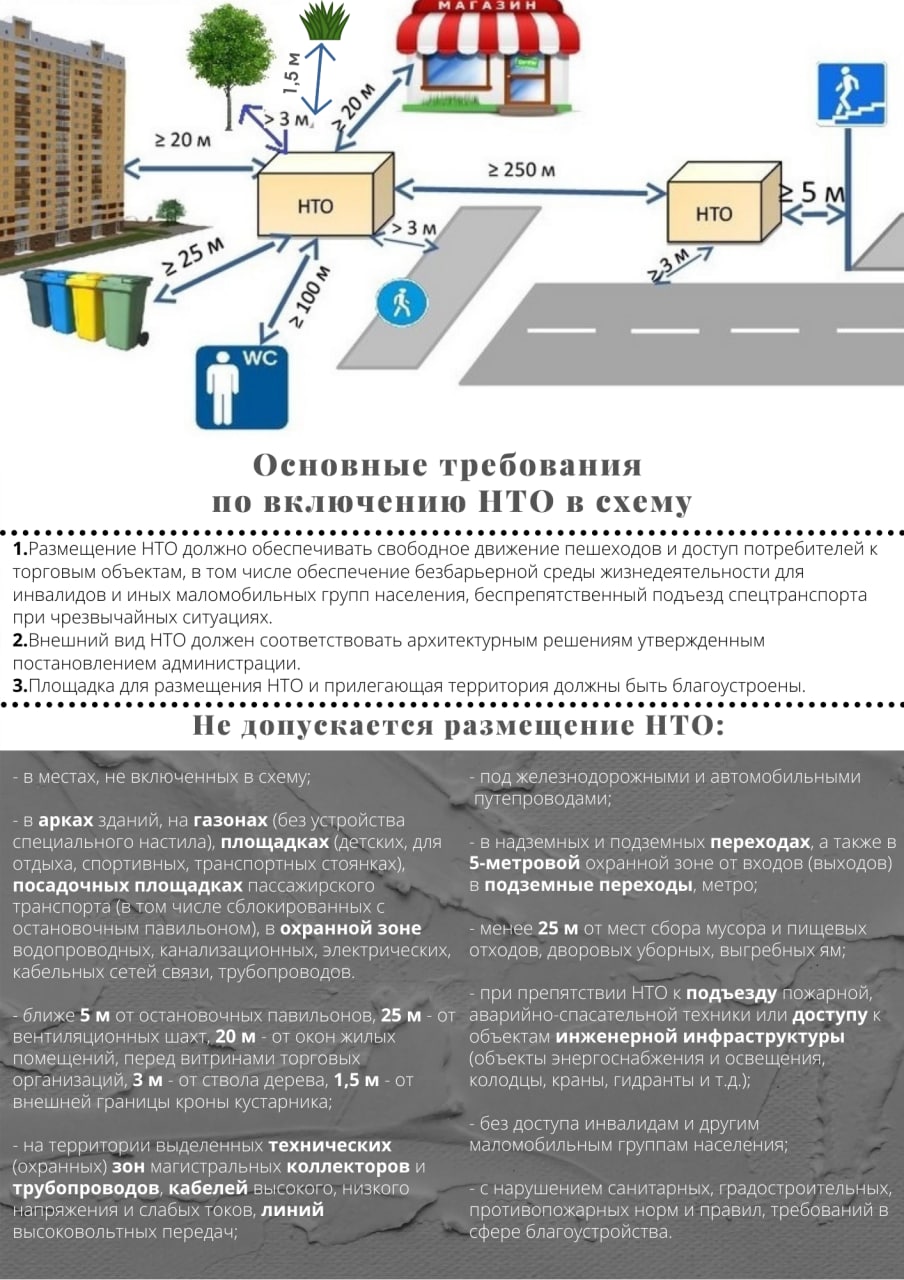 МАГАЗИН
1,5 м
> 3 м
≥ 20 м
≥ 20 м
≥ 250 м
≥ 5 м
НТО
НТО
> 3 м
≥ 25 м
≥ 3 м
≥ 100 м
WC
Основные требования
по включению НТО в схему
1.Размещение НТО должно обеспечивать свободное движение пешеходов и доступ потребителей к
торговым объектам, в том числе обеспечение безбарьерной среды жизнедеятельности для
инвалидов и иных маломобильных групп населения, беспрепятственный подъезд спецтранспорта
при чрезвычайных ситуациях.
2.Внешний вид НТО должен соответствовать архитектурным решениям утвержденным
постановлением администрации.
3.Площадка для размещения НТО и прилегающая территория должны быть благоустроены.
Не допускается размещение НТО:
- в местах, не включенных в схему;
- в арках зданий, на газонах (без устройства
специального настила), площадках (детских, для
отдыха, спортивных, транспортных стоянках),
посадочных площадках пассажирского
транспорта (в том числе сблокированных с
остановочным павильоном), в охранной зоне
водопроводных, канализационных, электрических,
кабельных сетей связи, трубопроводов.
- ближе 5 м от остановочных павильонов, 25 м - от
вентиляционных шахт, 20 м - от окон жилых
помещений, перед витринами торговых
организаций, 3 м - от ствола дерева, 1,5 м - от
внешней границы кроны кустарника;
- на территории выделенных технических
(охранных) зон магистральных коллекторов и
трубопроводов, кабелей высокого, низкого
напряжения и слабых токов, линий
высоковольтных передач;
- под железнодорожными и автомобильными
путепроводами;
- в надземных и подземных переходах, а также в
5-метровой охранной зоне от входов (выходов)
в подземные переходы, метро;
- менее 25 м от мест сбора мусора и пищевых
отходов, дворовых уборных, выгребных ям;
- при препятствии НТО к подъезду пожарной,
аварийно-спасательной техники или доступу к
объектам инженерной инфраструктуры
(объекты энергоснабжения и освещения,
колодцы, краны, гидранты и т.д.);
- без доступа инвалидам и другим
маломобильным группам населения;
- с нарушением санитарных, градостроительных,
противопожарных норм и правил, требований в
сфере благоустройства.